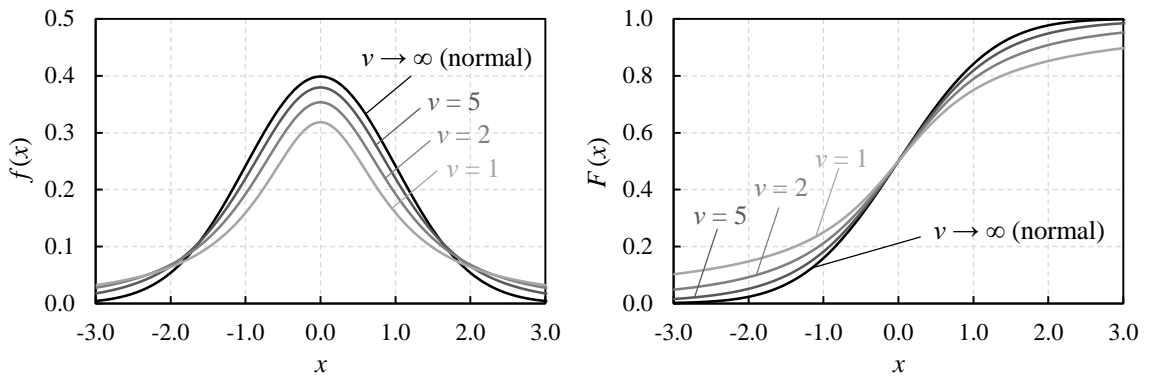 0.5
0.4
0.3
0.2
0.1
0.0
f (x)
v → ∞ (normal)
v = 5
v = 2
v = 1
-3.0 -2.0 -1.0 0.0 1.0 2.0 3.0
x
1.0
0.8
0.6
0.4
0.2
0.0
F (x)
v = 1
v = 2
v = 5
v → ∞ (normal)
-3.0 -2.0 -1.0 0.0 1.0 2.0 3.0
x